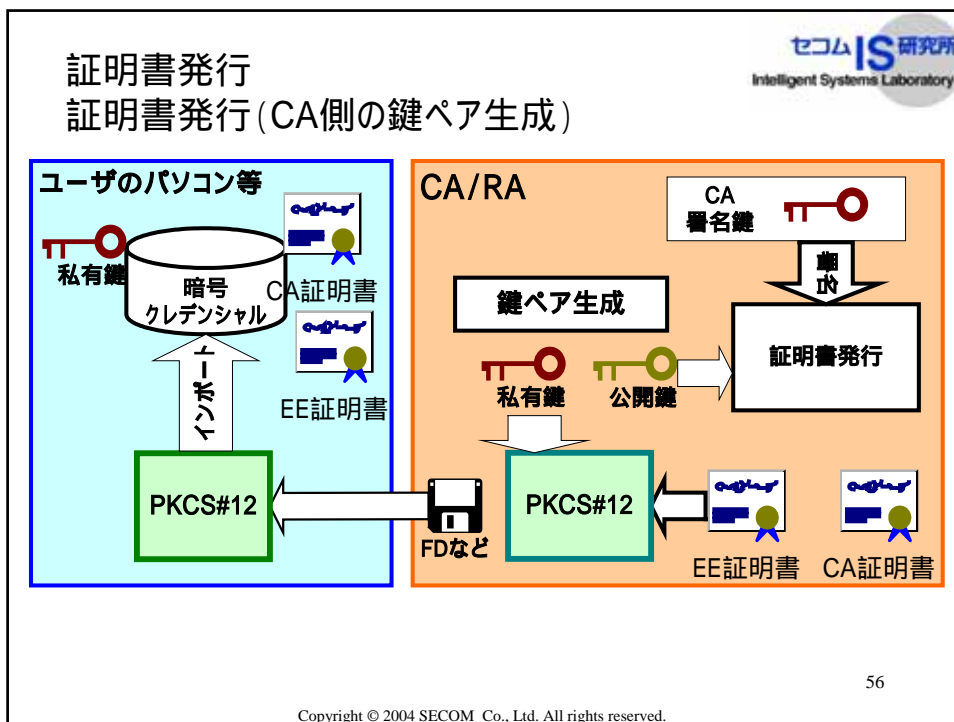 証明書発行
証明書発行(CA側の鍵ペア生成)
セコムIS研究所
Intelligent Systems Laboratory
ユーザのパソコン等
私有鍵
暗号
クレデンシャル
CA証明書
EE証明書
インポート
PKCS#12
CA/RA
CA
署名鍵
署名
鍵ペア生成
証明書発行
私有鍵
公開鍵
PKCS#12
FDなど
EE証明書
CA証明書
56
Copyright © 2004 SECOM Co., Ltd. All rights reserved.